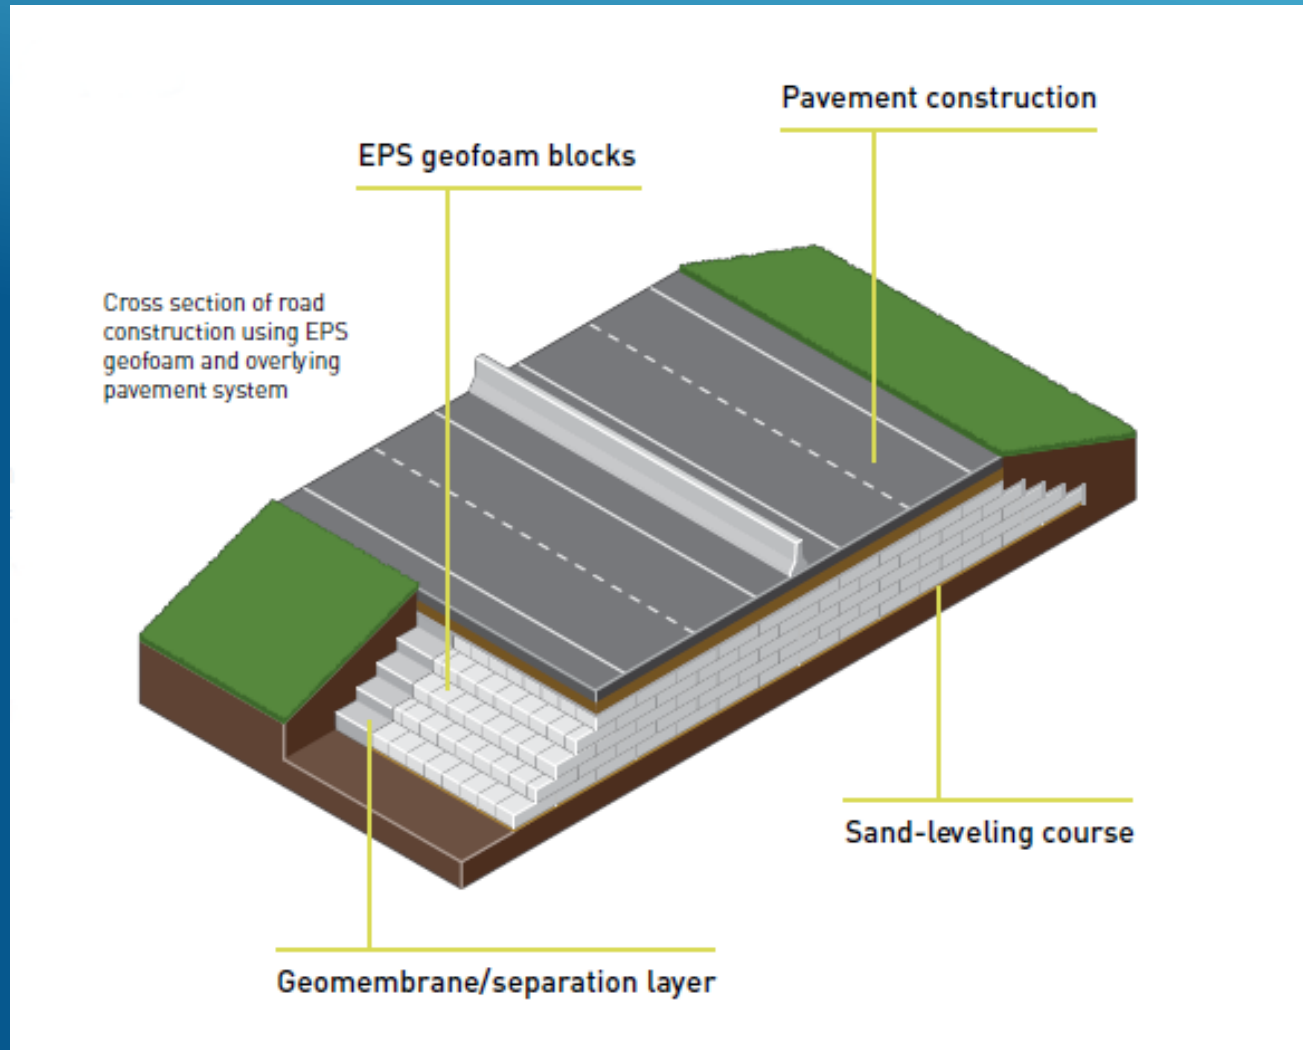 Pavement construction
EPS geofoam blocks
Cross section of road
construction using EPS
geofoam and overlying
pavement system
Sand-leveling course
Geomembrane/separation layer